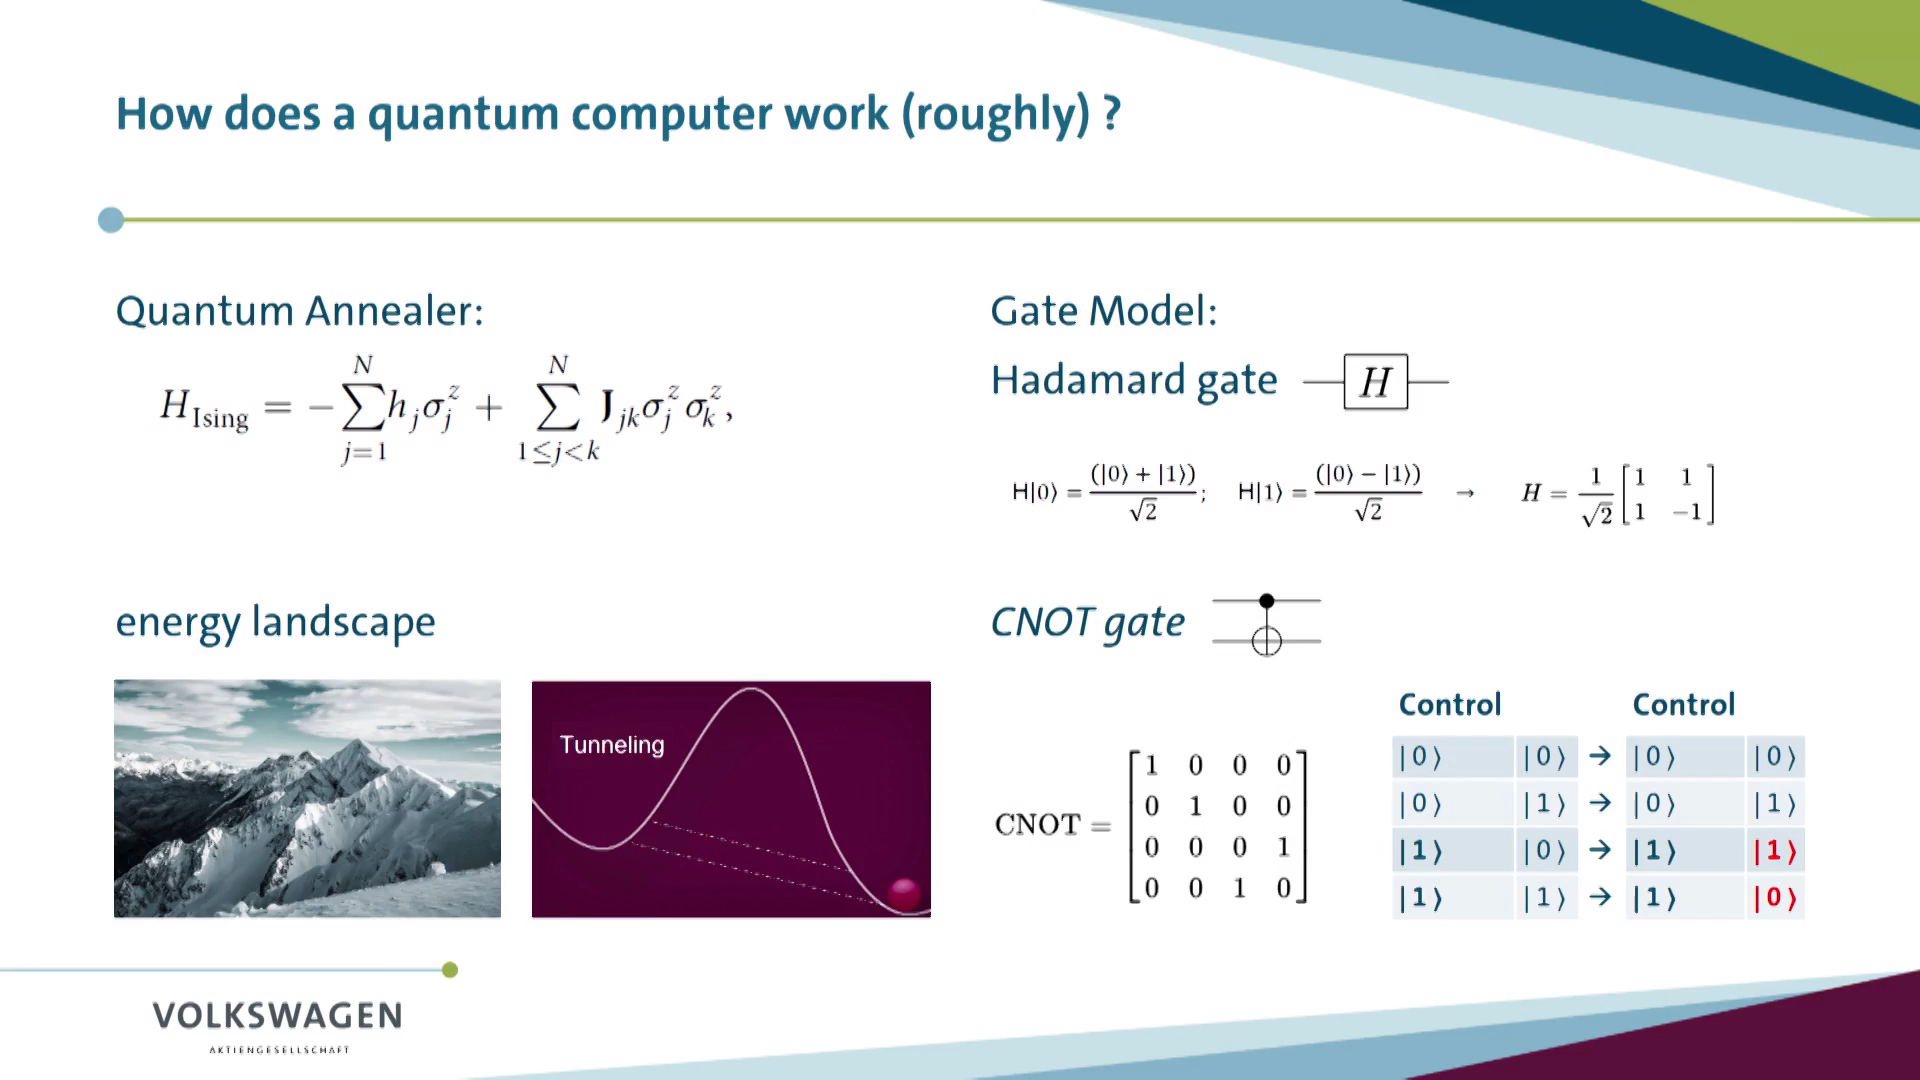 How does a quantum computer work (roughly) ?
Quantum Annealer:
H_Ising = − ∑_{j=1}^{N} h_j σ_j^z + ∑_{1≤j<k}^{N} J_jk σ_j^z σ_k^z,
energy landscape
Tunneling
Gate Model:
Hadamard gate H
H|0⟩ = (|0⟩ + |1⟩)/√2 ; H|1⟩ = (|0⟩ − |1⟩)/√2 → H = 1/√2 [1 1
1 −1]
CNOT gate
CNOT = [1 0 0 0
0 1 0 0
0 0 0 1
0 0 1 0]
Control Control
|0⟩ |0⟩ → |0⟩ |0⟩
|0⟩ |1⟩ → |0⟩ |1⟩
|1⟩ |0⟩ → |1⟩ |1⟩
|1⟩ |1⟩ → |1⟩ |0⟩
VOLKSWAGEN
AKTIENGESELLSCHAFT